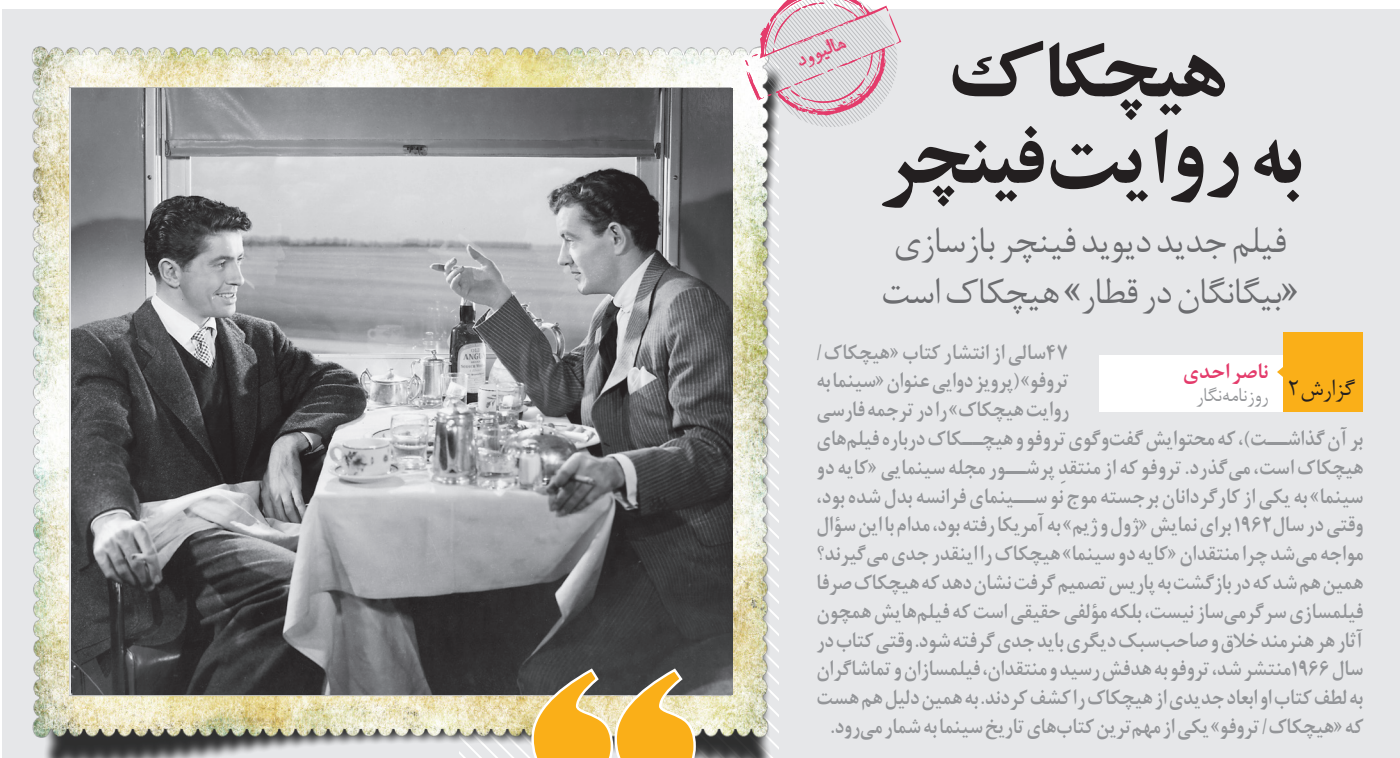 هالیوود
هیچکاک
به روایت فینچر
فیلم جدید دیوید فینچر بازسازی
«بیگانگان در قطار» هیچکاک است
گزارش ۲
ناصر احدی
روزنامه‌نگار
۴۷سالی از انتشار کتاب «هیچکاک/
تروفو»(پرویز دوایی عنوان «سینما به
روایت هیچکاک» را در ترجمه فارسی
بر آن گذاشــت)، که محتوایش گفت‌وگوی تروفو و هیچــکاک درباره فیلم‌های
هیچکاک است، می‌گذرد. تروفو که از منتقدِ پرشــور مجله سینمایی «کایه دو
سینما» به یکی از کارگردانان برجسته موج نو ســینمای فرانسه بدل شده بود،
وقتی در سال ۱۹۶۲ برای نمایش «ژول و ژیم» به آمریکا رفته بود، مدام با این سؤال
مواجه می‌شد چرا منتقدان «کایه دو سینما» هیچکاک را اینقدر جدی می‌گیرند؟
همین هم شد که در بازگشت به پاریس تصمیم گرفت نشان دهد که هیچکاک صرفا
فیلمسازی سرگرمی‌ساز نیست، بلکه مؤلفی حقیقی است که فیلم‌هایش همچون
آثار هر هنرمند خلاق و صاحب‌سبک دیگری باید جدی گرفته شود. وقتی کتاب در
سال ۱۹۶۶ منتشر شد، تروفو به هدفش رسید و منتقدان، فیلمسازان و تماشاگران
به لطف کتاب او ابعاد جدیدی از هیچکاک را کشف کردند. به همین دلیل هم هست
که «هیچکاک/ تروفو» یکی از مهم‌ترین کتاب‌های تاریخ سینما به شمار می‌رود.